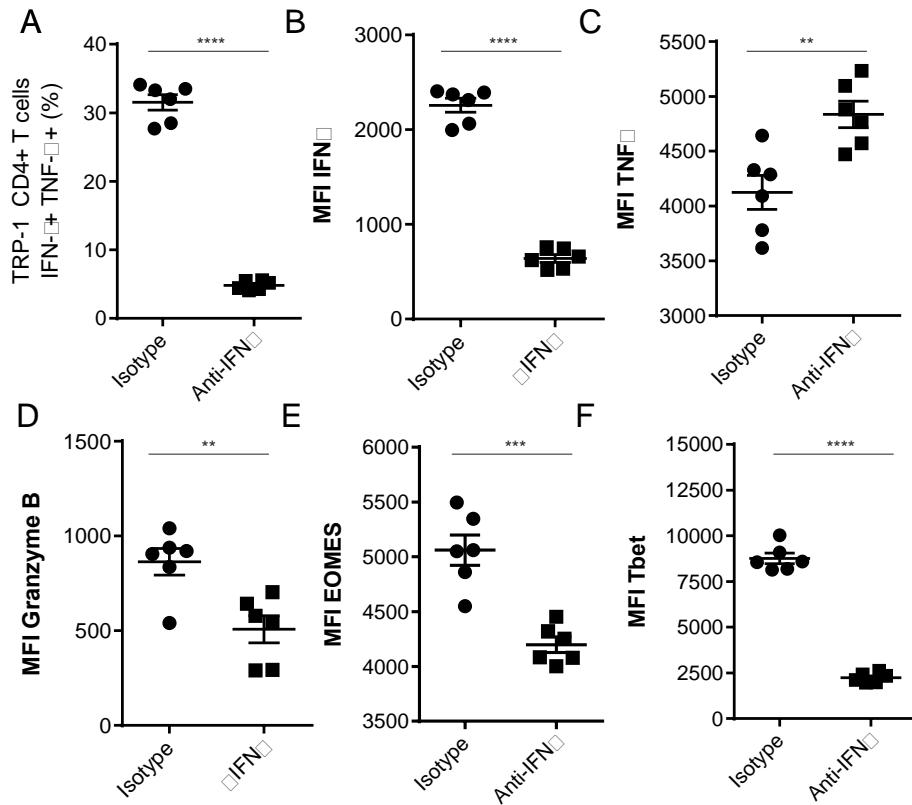 A
TRP-1 CD4+ T cells
IFN-□+ TNF-□+ (%)
40
30
20
10
0
****
Isotype
Anti-IFN□
B
MFI IFN□
3000
2000
1000
0
****
Isotype
□IFN□
C
MFI TNF□
5500
5000
4500
4000
3500
3000
**
Isotype
Anti-IFN□
D
MFI Granzyme B
1500
1000
500
0
**
Isotype
□IFN□
E
MFI EOMES
6000
5500
5000
4500
4000
3500
***
Isotype
Anti-IFN□
F
MFI Tbet
15000
12500
10000
7500
5000
2500
0
****
Isotype
Anti-IFN□